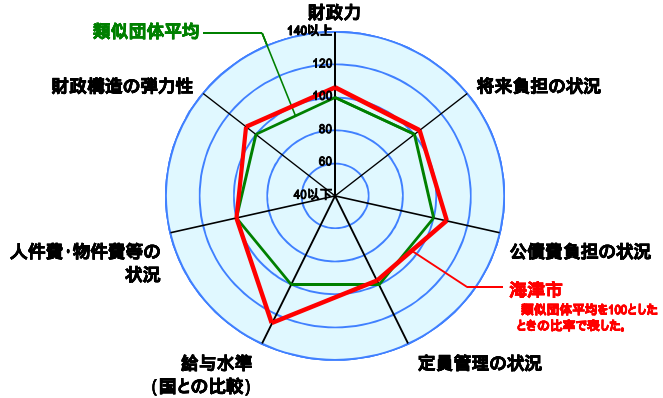 財政力
140以上
類似団体平均
120
財政構造の弾力性
将来負担の状況
100
80
60
40以下
人件費・物件費等の
状況
公債費負担の状況
海津市
類似団体平均を100とした
ときの比率で表した。
給与水準
(国との比較)
定員管理の状況